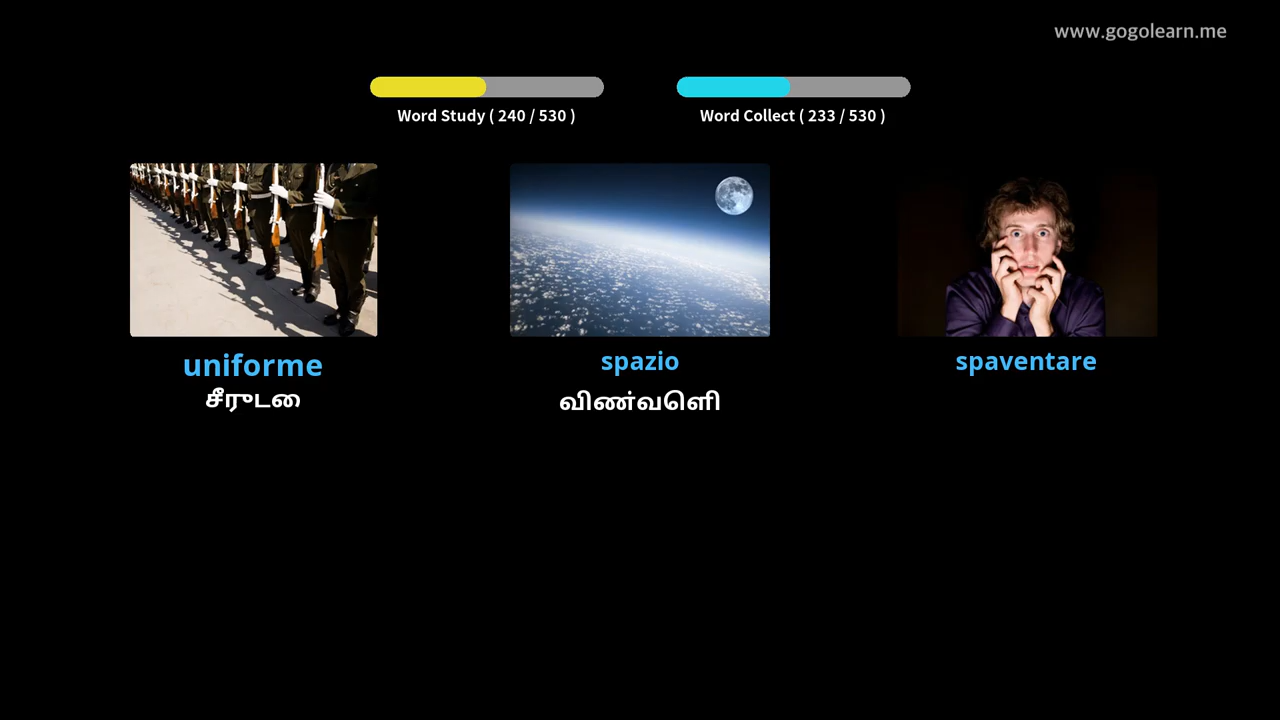 www.gogolearn.me
Word Study ( 240 / 530 )
Word Collect ( 233 / 530 )
uniforme
spazio
spaventare
சீருடை
விண்வெளி